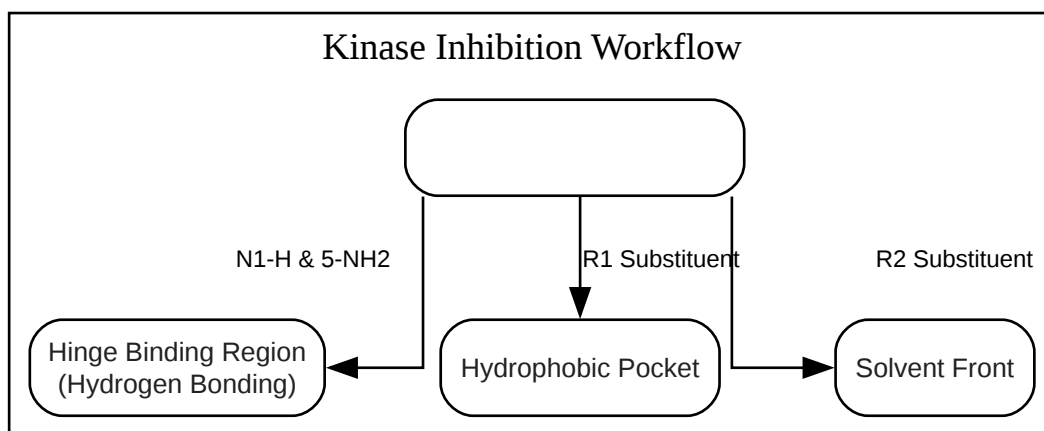 Kinase Inhibition Workflow
N1-H & 5-NH2
R1 Substituent
R2 Substituent
Hinge Binding Region
(Hydrogen Bonding)
Hydrophobic Pocket
Solvent Front